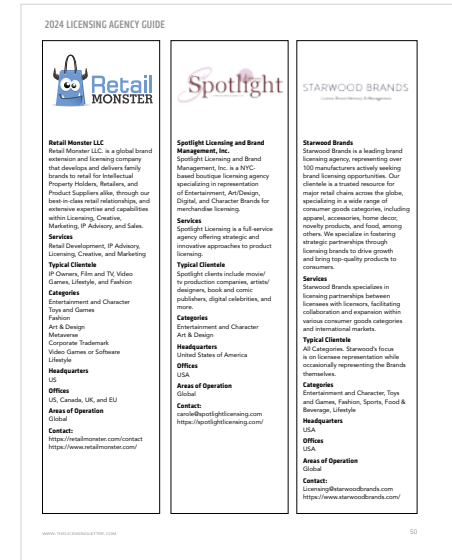 2024 LICENSING AGENCY GUIDE
Retail
MONSTER
Retail Monster LLC
Retail Monster LLC. is a global brand
extension and licensing company
that develops and delivers family
brands to retail for Intellectual
Property Holders, Retailers, and
Product Suppliers alike, through our
best-in-class retail relationships, and
extensive expertise and capabilities
within Licensing, Creative,
Marketing, IP Advisory, and Sales.
Services
Retail Development, IP Advisory,
Licensing, Creative, and Marketing
Typical Clientele
IP Owners, Film and TV, Video
Games, Lifestyle, and Fashion
Categories
Entertainment and Character
Toys and Games
Fashion
Art & Design
Metaverse
Corporate Trademark
Video Games or Software
Lifestyle
Headquarters
US
Offices
US, Canada, UK, and EU
Areas of Operation
Global
Contact:
https://retailmonster.com/contact
https://www.retailmonster.com/
Spotlight
Spotlight Licensing and Brand
Management, Inc.
Spotlight Licensing and Brand
Management, Inc. is a NYC-
based boutique licensing agency
specializing in representation
of Entertainment, Art/Design,
Digital, and Character Brands for
merchandise licensing.
Services
Spotlight Licensing is a full-service
agency offering strategic and
innovative approaches to product
licensing.
Typical Clientele
Spotlight clients include movie/
tv production companies, artists/
designers, book and comic
publishers, digital celebrities, and
more.
Categories
Entertainment and Character
Art & Design
Headquarters
United States of America
Offices
USA
Areas of Operation
Global
Contact:
carole@spotlightlicensing.com
https://spotlightlicensing.com/
STARWOOD BRANDS
Starwood Brands
Starwood Brands is a leading brand
licensing agency, representing over
100 manufacturers actively seeking
brand licensing opportunities. Our
clientele is a trusted resource for
major retail chains across the globe,
specializing in a wide range of
consumer goods categories, including
apparel, accessories, home decor,
novelty products, and food, among
others. We specialize in fostering
strategic partnerships through
licensing brands to drive growth
and bring top-quality products to
consumers.
Services
Starwood Brands specializes in
licensing partnerships between
licensees with licensors, facilitating
collaboration and expansion within
various consumer goods categories
and international markets.
Typical Clientele
All Categories. Starwood's focus
is on licensee representation while
occasionally representing the Brands
themselves.
Categories
Entertainment and Character, Toys
and Games, Fashion, Sports, Food &
Beverage, Lifestyle
Headquarters
USA
Offices
USA
Areas of Operation
Global
Contact:
Licensing@starwoodbrands.com
https://www.starwoodbrands.com/
WWW.THELICENSINGLETTER.COM
50